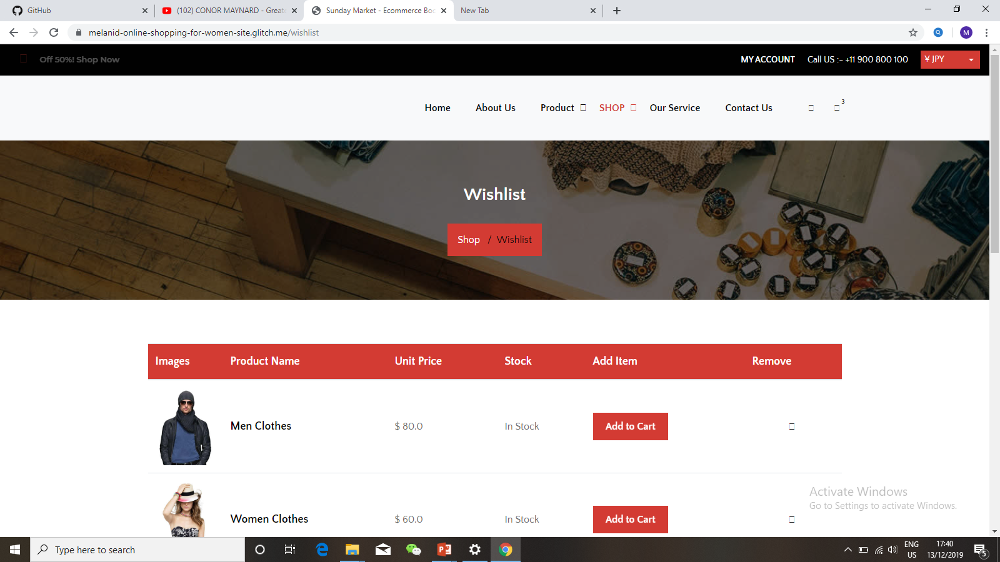 GitHub
(102) CONOR MAYNARD - Greate
Sunday Market - Ecommerce Boo
New Tab
melanid-online-shopping-for-women-site.glitch.me/wishlist
M
Off 50%! Shop Now
MY ACCOUNT
Call US :- +11 900 800 100
¥ JPY
Home
About Us
Product
SHOP
Our Service
Contact Us
3
Wishlist
Shop / Wishlist
Images Product Name Unit Price Stock Add Item Remove
Men Clothes $ 80.0 In Stock Add to Cart
Women Clothes $ 60.0 In Stock Add to Cart
Activate Windows
Go to Settings to activate Windows.
Type here to search
ENG
US
17:40
13/12/2019
5